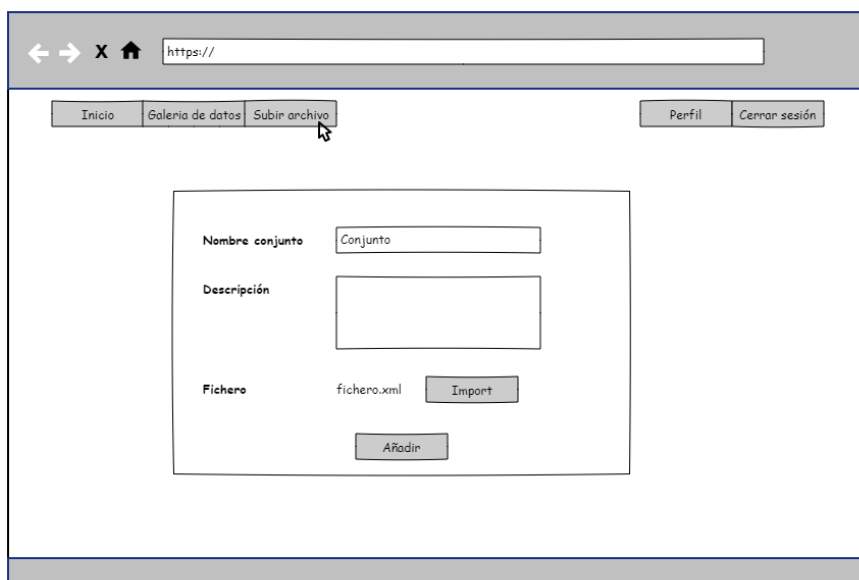 X
https://
Inicio Galeria de datos Subir archivo Perfil Cerrar sesión
Nombre conjunto Conjunto
Descripción
Fichero fichero.xml Import
Añadir